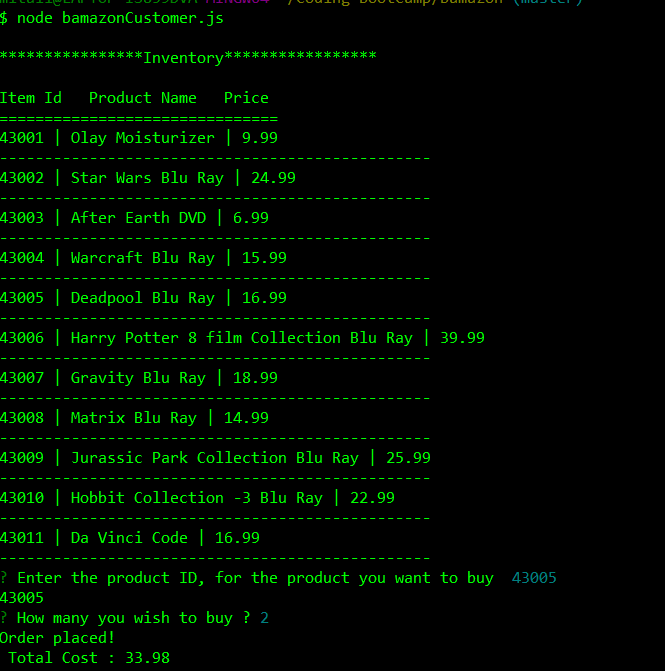 /Coding Bootcamp/Bamazon (master)
$ node bamazonCustomer.js
****************Inventory*****************
Item Id   Product Name   Price
===============================
43001 | Olay Moisturizer | 9.99
------------------------------------------------
43002 | Star Wars Blu Ray | 24.99
------------------------------------------------
43003 | After Earth DVD | 6.99
------------------------------------------------
43004 | Warcraft Blu Ray | 15.99
------------------------------------------------
43005 | Deadpool Blu Ray | 16.99
------------------------------------------------
43006 | Harry Potter 8 film Collection Blu Ray | 39.99
------------------------------------------------
43007 | Gravity Blu Ray | 18.99
------------------------------------------------
43008 | Matrix Blu Ray | 14.99
------------------------------------------------
43009 | Jurassic Park Collection Blu Ray | 25.99
------------------------------------------------
43010 | Hobbit Collection -3 Blu Ray | 22.99
------------------------------------------------
43011 | Da Vinci Code | 16.99
------------------------------------------------
? Enter the product ID, for the product you want to buy  43005
43005
? How many you wish to buy ? 2
Order placed!
 Total Cost : 33.98